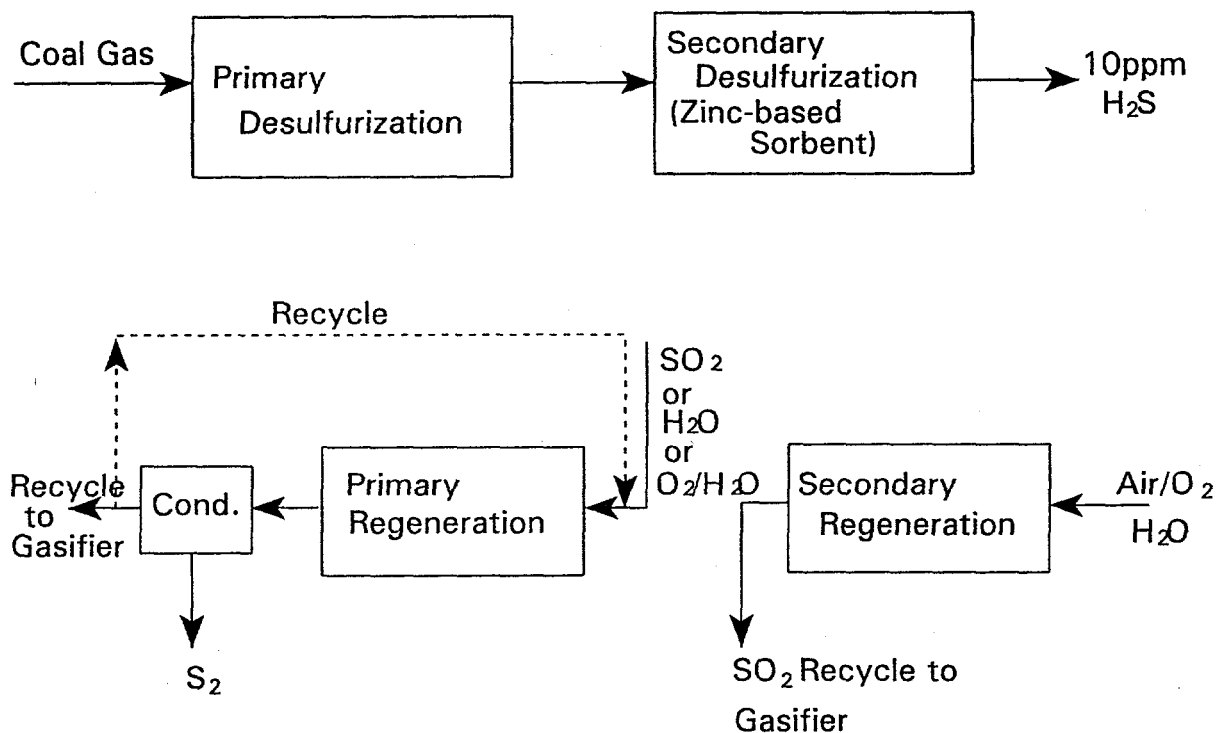 Coal Gas
Primary
Desulfurization
Secondary
Desulfurization
(Zinc-based
Sorbent)
10ppm
H₂S
Recycle
SO₂
or
H₂O
or
O₂/H₂O
Recycle
to
Gasifier
Cond.
Primary
Regeneration
Secondary
Regeneration
Air/O₂
H₂O
S₂
SO₂ Recycle to
Gasifier